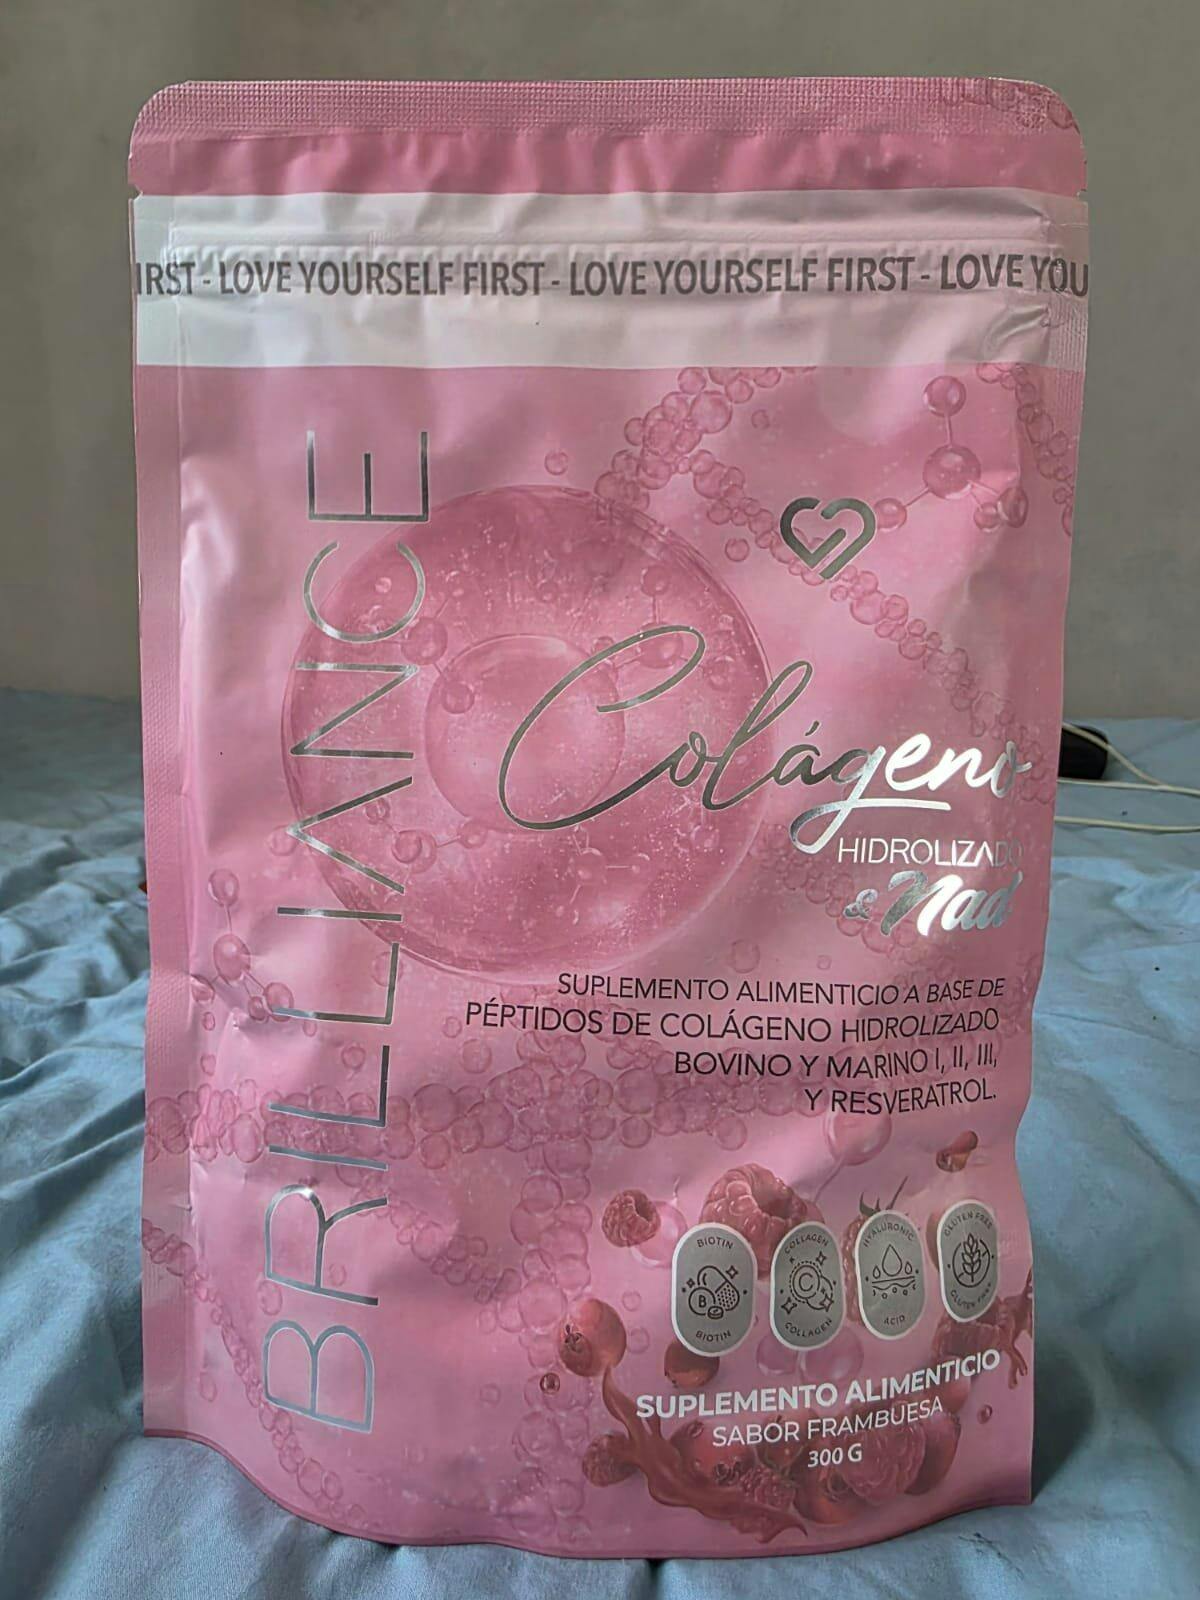 IRST - LOVE YOURSELF FIRST - LOVE YOURSELF FIRST - LOVE YOU
BRILLIANCE
Colágeno
HIDROLIZADO
& Nad
SUPLEMENTO ALIMENTICIO A BASE DE
PÉPTIDOS DE COLÁGENO HIDROLIZADO
BOVINO Y MARINO I, II, III,
Y RESVERATROL.
BIOTIN
B
BIOTIN
COLLAGEN
C
COLLAGEN
HYALURONIC
ACID
GLUTEN FREE
GLUTEN FREE
SUPLEMENTO ALIMENTICIO
SABOR FRAMBUESA
300 G